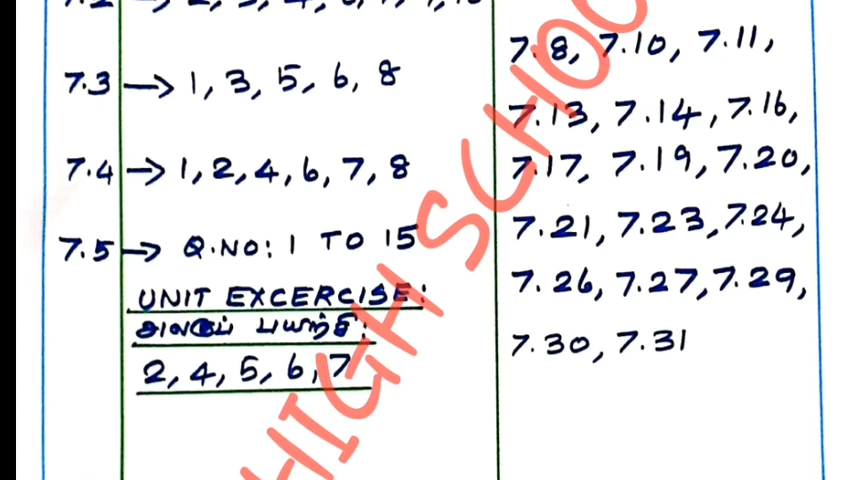 7.3 → 1, 3, 5, 6, 8
7.4 → 1, 2, 4, 6, 7, 8
7.5 → Q.NO: 1 TO 15
UNIT EXCERCISE:
அலகுப் பயிற்சி:
2, 4, 5, 6, 7
7.8, 7.10, 7.11,
7.13, 7.14, 7.16,
7.17, 7.19, 7.20,
7.21, 7.23, 7.24,
7.26, 7.27, 7.29,
7.30, 7.31
HIGH SCHOO